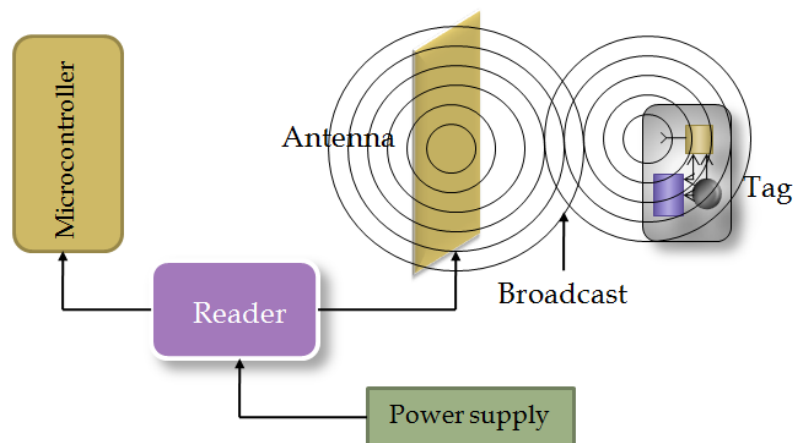 Microcontroller
Antenna
Tag
Broadcast
Reader
Power supply